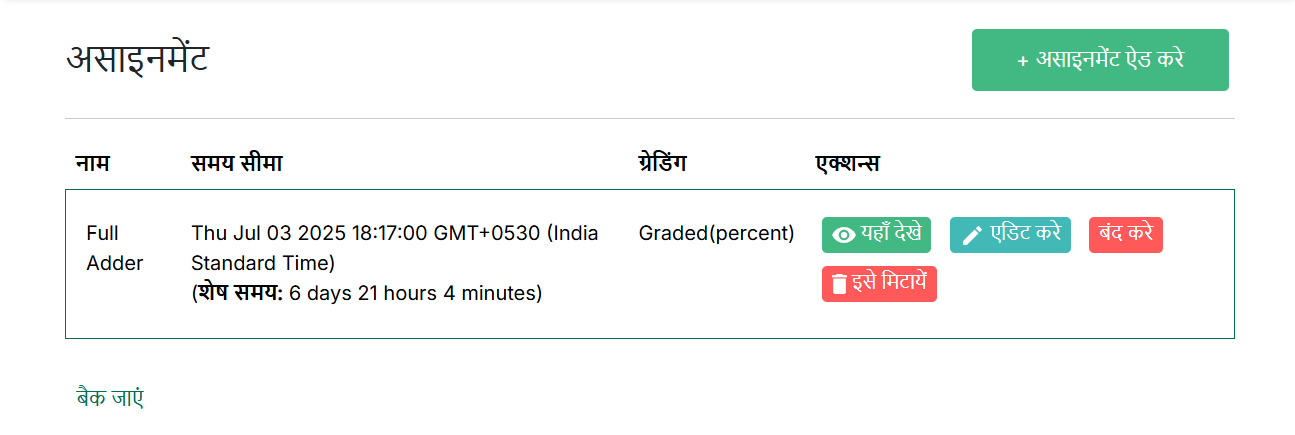 असाइनमेंट
+ असाइनमेंट ऐड करे
नाम समय सीमा ग्रेडिंग एक्शन्स
Full Adder
Thu Jul 03 2025 18:17:00 GMT+0530 (India
Standard Time)
(शेष समय: 6 days 21 hours 4 minutes)
Graded(percent)
यहाँ देखे एडिट करे बंद करे
इसे मिटायें
बैक जाएं